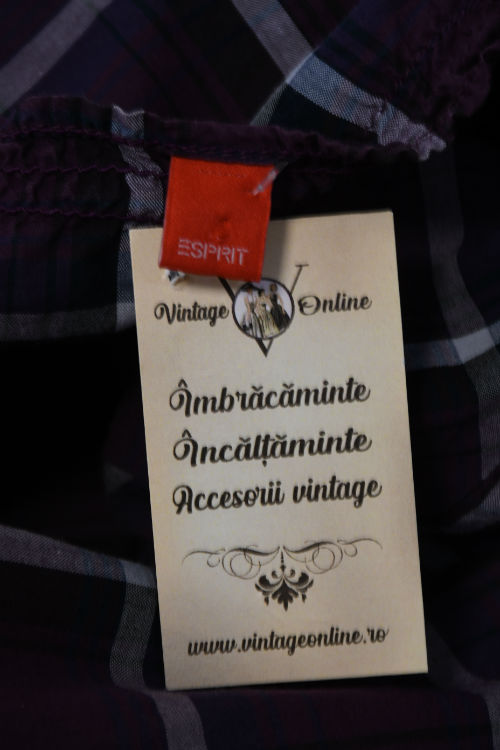 ESPRIT
Vintage Online
Îmbrăcăminte
Încălțăminte
Accesorii vintage
www.vintageonline.ro